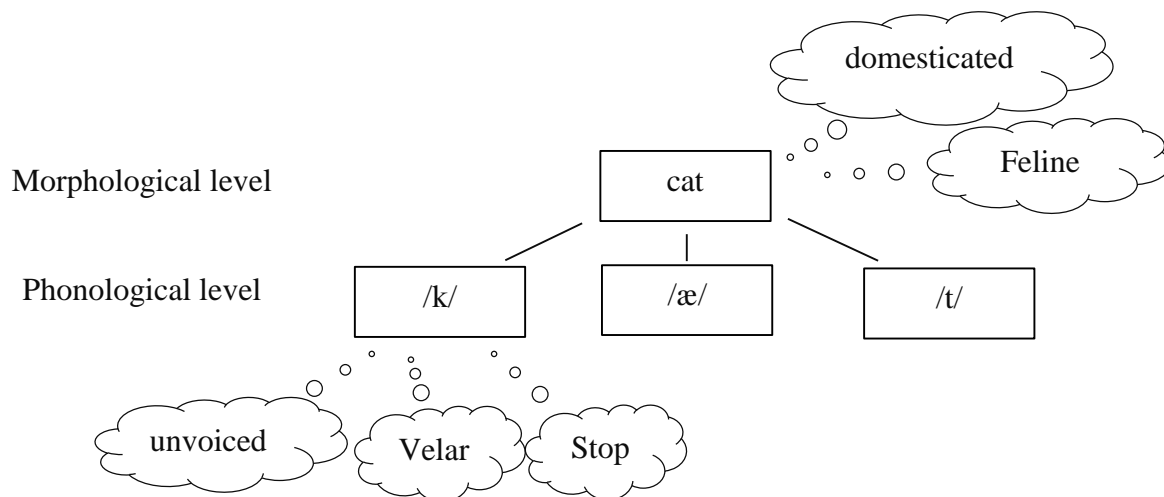 domesticated
Feline
Morphological level
cat
Phonological level
/k/
/æ/
/t/
unvoiced
Velar
Stop